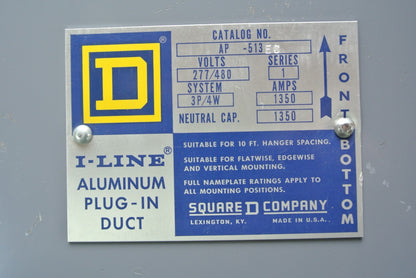 CATALOG NO.
AP -513
VOLTS SERIES
277/480 1
SYSTEM AMPS
3P/4W 1350
NEUTRAL CAP. 1350
FRONT
BOTTOM
D
®
I-LINE®
ALUMINUM
PLUG-IN
DUCT
SUITABLE FOR 10 FT. HANGER SPACING.
SUITABLE FOR FLATWISE, EDGEWISE
AND VERTICAL MOUNTING.
FULL NAMEPLATE RATINGS APPLY TO
ALL MOUNTING POSITIONS.
SQUARE D COMPANY
LEXINGTON, KY. MADE IN U.S.A.